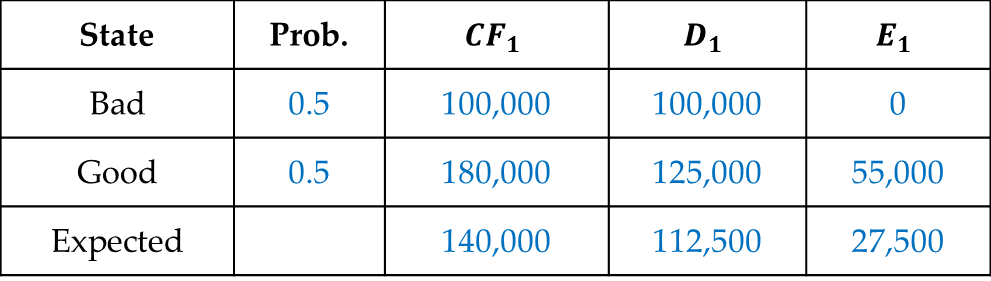 State Prob. CF₁ D₁ E₁
Bad 0.5 100,000 100,000 0
Good 0.5 180,000 125,000 55,000
Expected 140,000 112,500 27,500